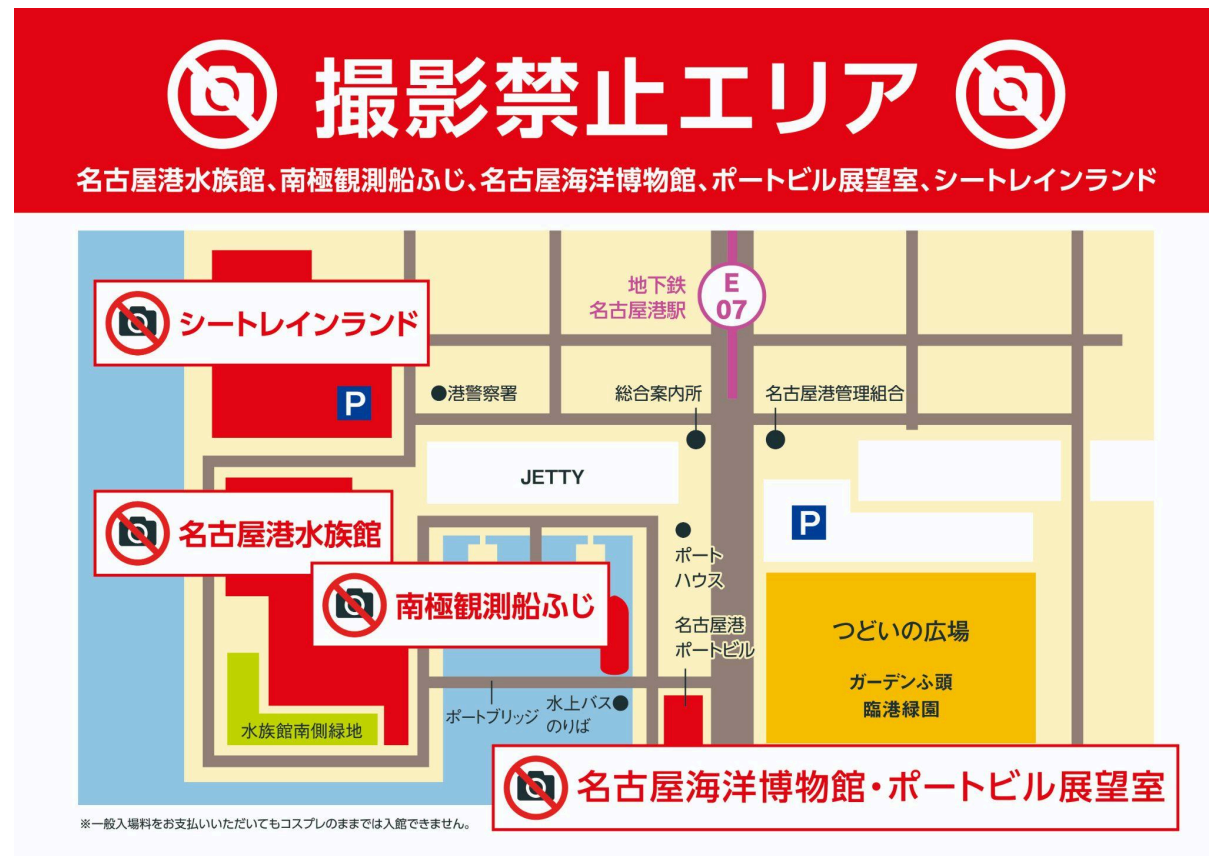 撮影禁止エリア
名古屋港水族館、南極観測船ふじ、名古屋海洋博物館、ポートビル展望室、シートレインランド
地下鉄
名古屋港駅
E
07
シートレインランド
P
●港警察署
総合案内所
名古屋港管理組合
JETTY
名古屋港水族館
P
ポート
ハウス
南極観測船ふじ
名古屋港
ポートビル
つどいの広場
ガーデンふ頭
臨港緑園
水族館南側緑地
ポートブリッジ
水上バス●
のりば
名古屋海洋博物館・ポートビル展望室
※一般入場料をお支払いいただいてもコスプレのままでは入館できません。